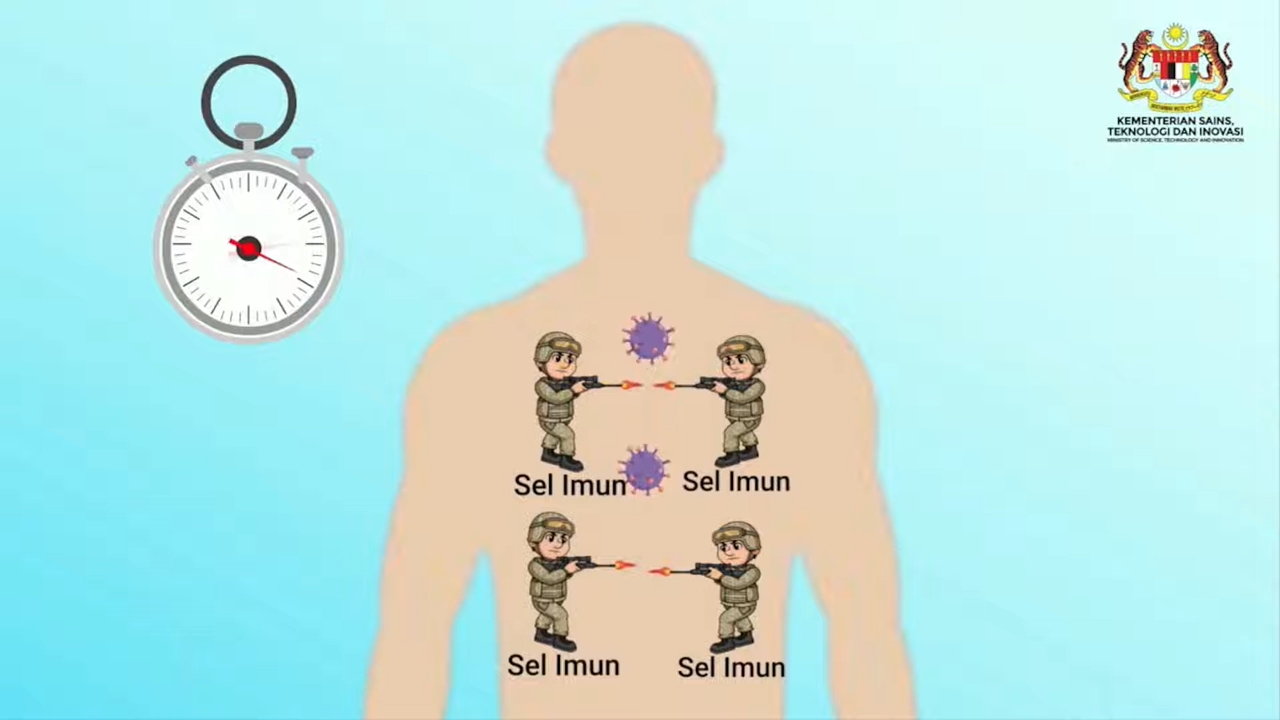 KEMENTERIAN SAINS,
TEKNOLOGI DAN INOVASI
MINISTRY OF SCIENCE, TECHNOLOGY AND INNOVATION
Sel Imun
Sel Imun
Sel Imun
Sel Imun